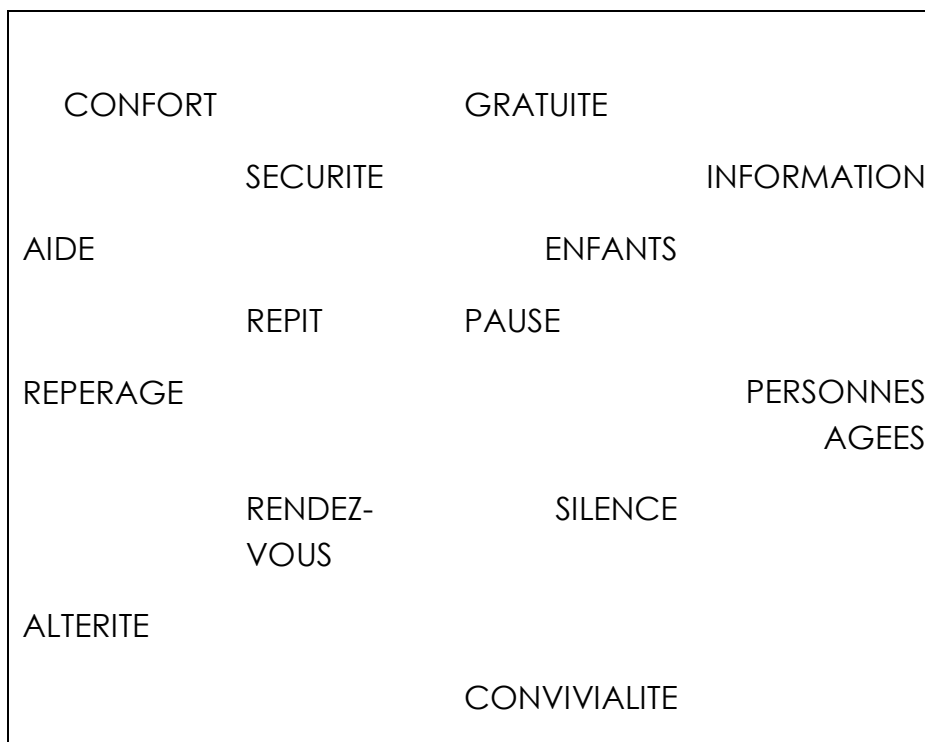 CONFORT GRATUITE
SECURITE INFORMATION
AIDE ENFANTS
REPIT PAUSE
REPERAGE PERSONNES
AGEES
RENDEZ- SILENCE
VOUS
ALTERITE
CONVIVIALITE